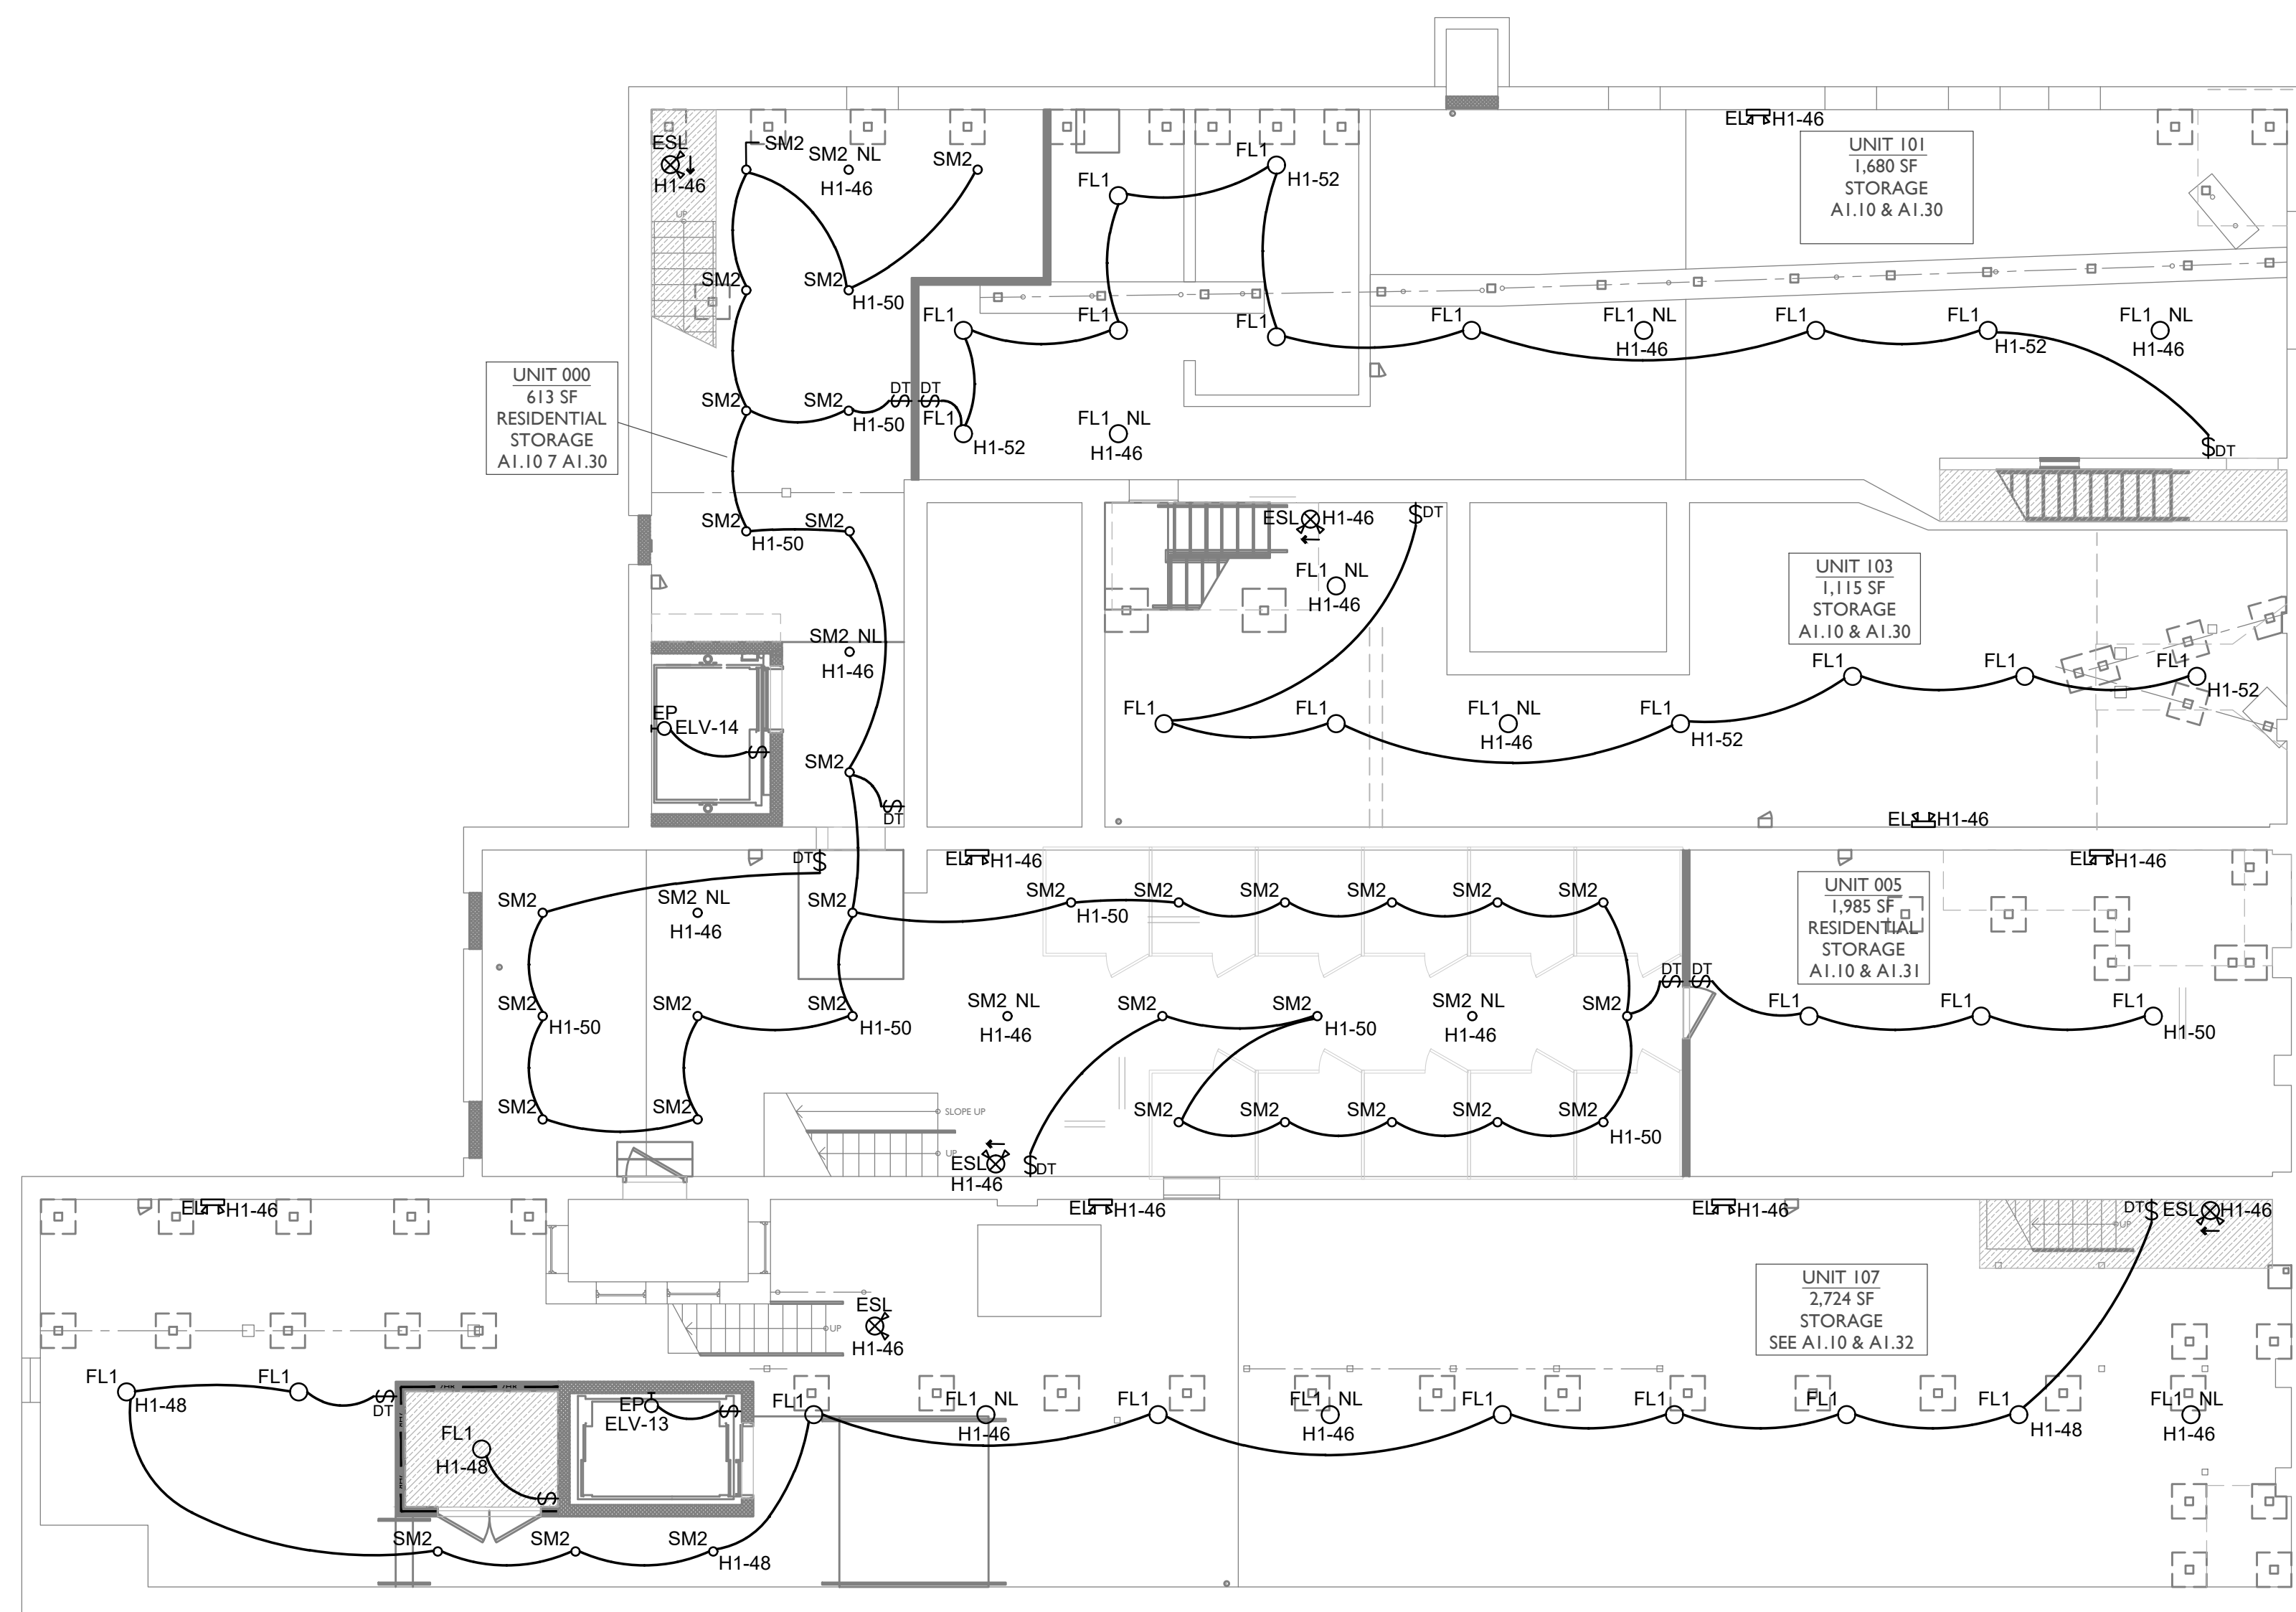 ESL
H1-46
UP
SM2
SM2 NL
H1-46
SM2
SM2
SM2
H1-50
SM2
SM2
H1-50
DT
DT
SM2
SM2
H1-50
SM2 NL
H1-46
EP
ELV-14
SM2
DT
UNIT 000
613 SF
RESIDENTIAL
STORAGE
A1.10 7 A1.30
FL1
FL1
H1-52
FL1
FL1
FL1
FL1
H1-52
FL1 NL
H1-46
FL1
FL1 NL
H1-46
FL1
H1-52
FL1 NL
H1-46
DT
EL
H1-46
UNIT 101
1,680 SF
STORAGE
A1.10 & A1.30
ESL
H1-46
DT
FL1 NL
H1-46
UNIT 103
1,115 SF
STORAGE
A1.10 & A1.30
FL1
FL1
FL1 NL
H1-46
FL1
H1-52
FL1
FL1
FL1
H1-52
EL
H1-46
DT
SM2
SM2 NL
H1-46
SM2
EL
H1-46
SM2
H1-50
SM2
SM2
SM2
SM2
SM2
SM2
H1-50
SM2
SM2
H1-50
SM2 NL
H1-46
SM2
SM2
H1-50
SM2 NL
H1-46
SM2
DT
DT
SM2
SM2
SM2
SM2
SM2
SM2
SM2
H1-50
SLOPE UP
UP
ESL
H1-46
DT
EL
H1-46
UNIT 005
1,985 SF
RESIDENTIAL
STORAGE
A1.10 & A1.31
FL1
FL1
FL1
H1-50
EL
H1-46
EL
H1-46
EL
H1-46
DT
ESL
H1-46
UP
UP
ESL
H1-46
UNIT 107
2,724 SF
STORAGE
SEE A1.10 & A1.32
FL1
H1-48
FL1
DT
FL1
H1-48
EP
ELV-13
FL1
FL1 NL
H1-46
FL1
FL1 NL
H1-46
FL1
FL1
FL1
FL1
H1-48
FL1 NL
H1-46
SM2
SM2
SM2
H1-48